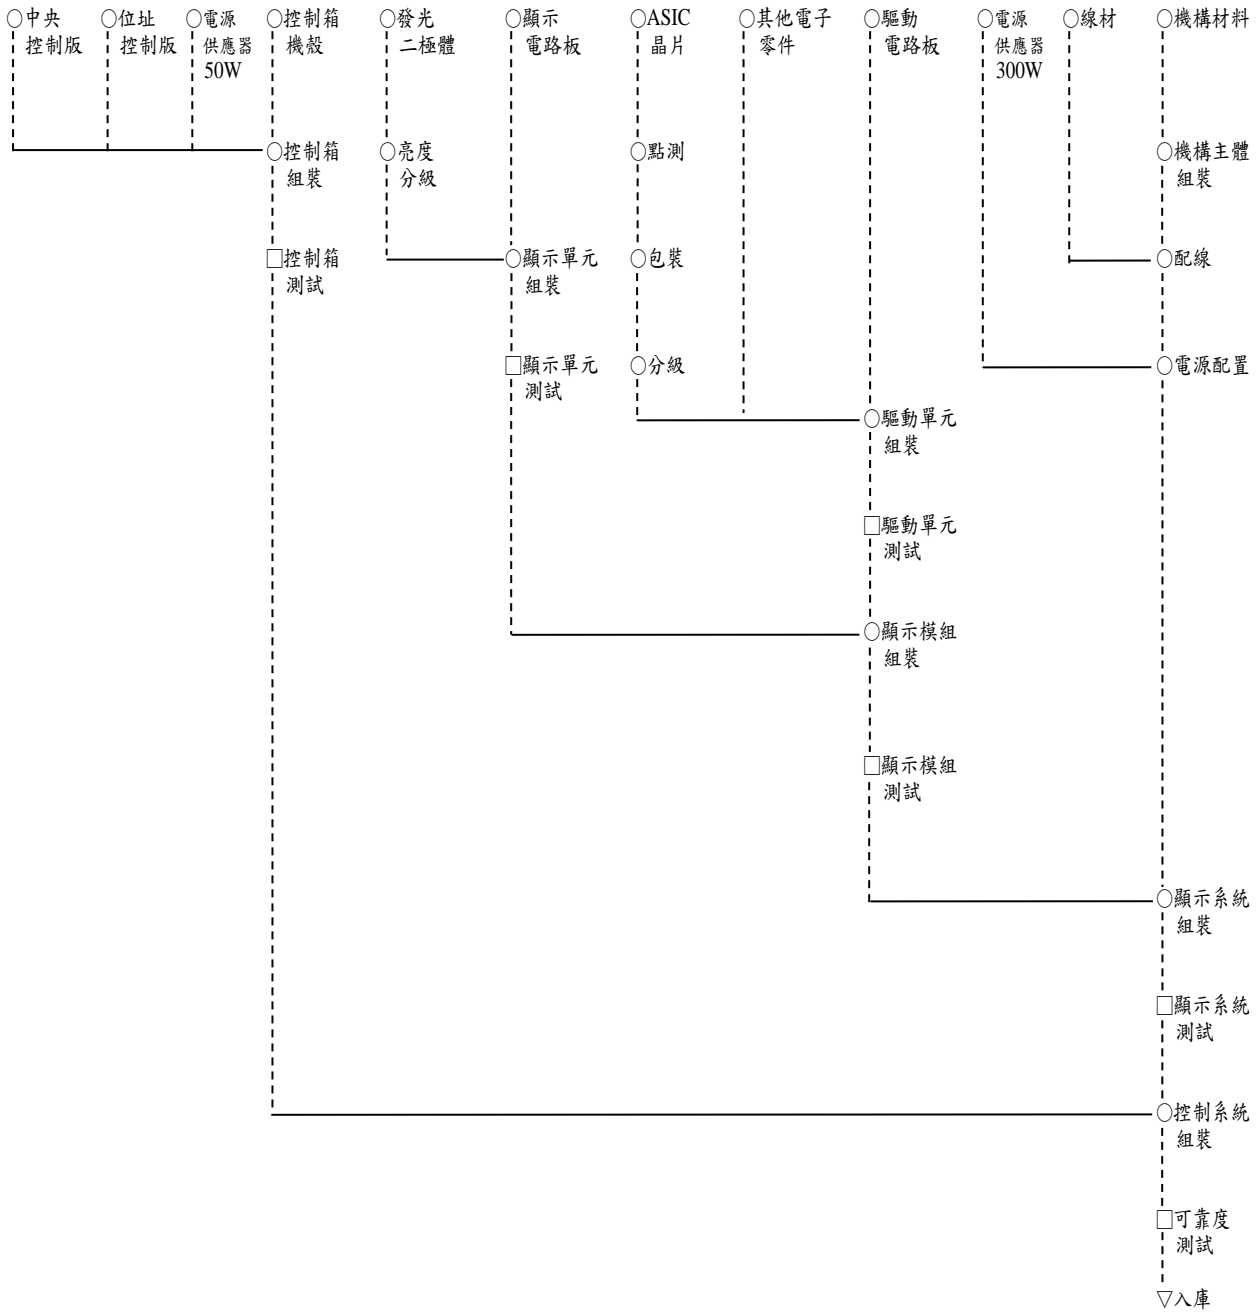 ○中央
控制版
○位址
控制版
○電源
供應器
50W
○控制箱
機殼
○發光
二極體
○顯示
電路板
○ASIC
晶片
○其他電子
零件
○驅動
電路板
○電源
供應器
300W
○線材
○機構材料
○控制箱
組裝
○亮度
分級
○點測
○機構主體
組裝
□控制箱
測試
○顯示單元
組裝
○包裝
○配線
□顯示單元
測試
○分級
○電源配置
○驅動單元
組裝
□驅動單元
測試
○顯示模組
組裝
□顯示模組
測試
○顯示系統
組裝
□顯示系統
測試
○控制系統
組裝
□可靠度
測試
▽入庫